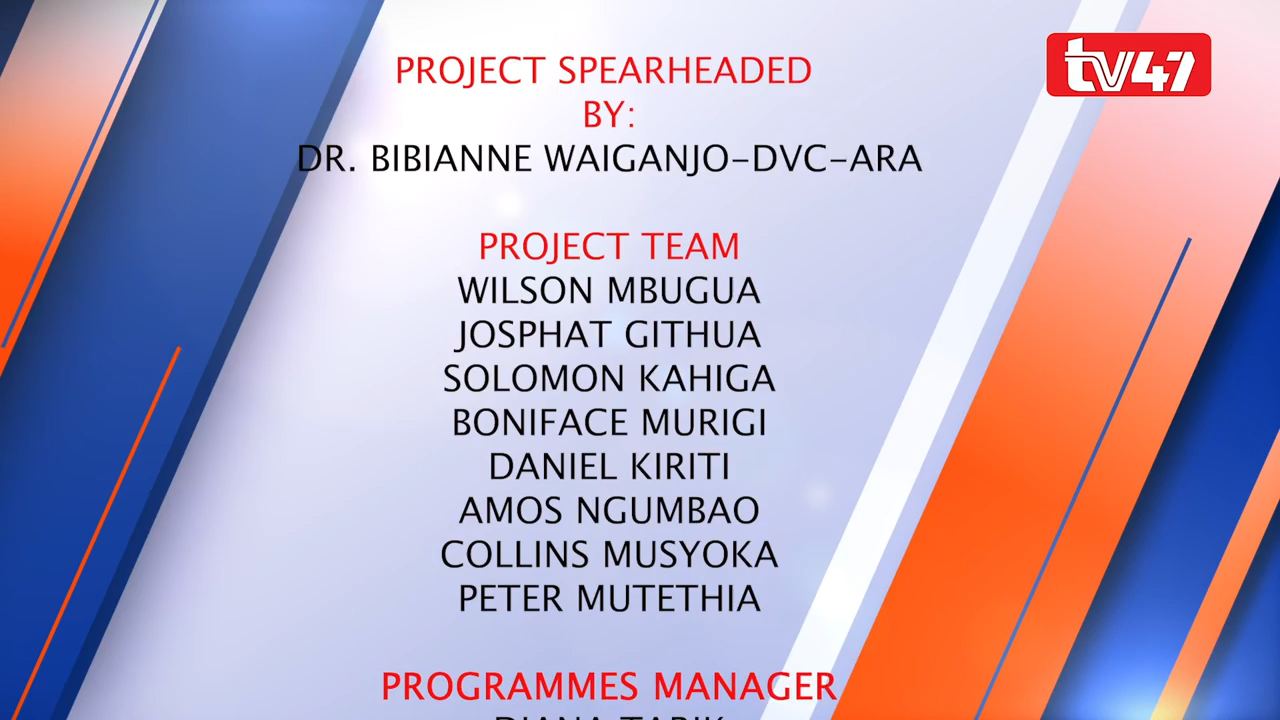 tv47
PROJECT SPEARHEADED
BY:
DR. BIBIANNE WAIGANJO-DVC-ARA
PROJECT TEAM
WILSON MBUGUA
JOSPHAT GITHUA
SOLOMON KAHIGA
BONIFACE MURIGI
DANIEL KIRITI
AMOS NGUMBAO
COLLINS MUSYOKA
PETER MUTETHIA
PROGRAMMES MANAGER
DIANA